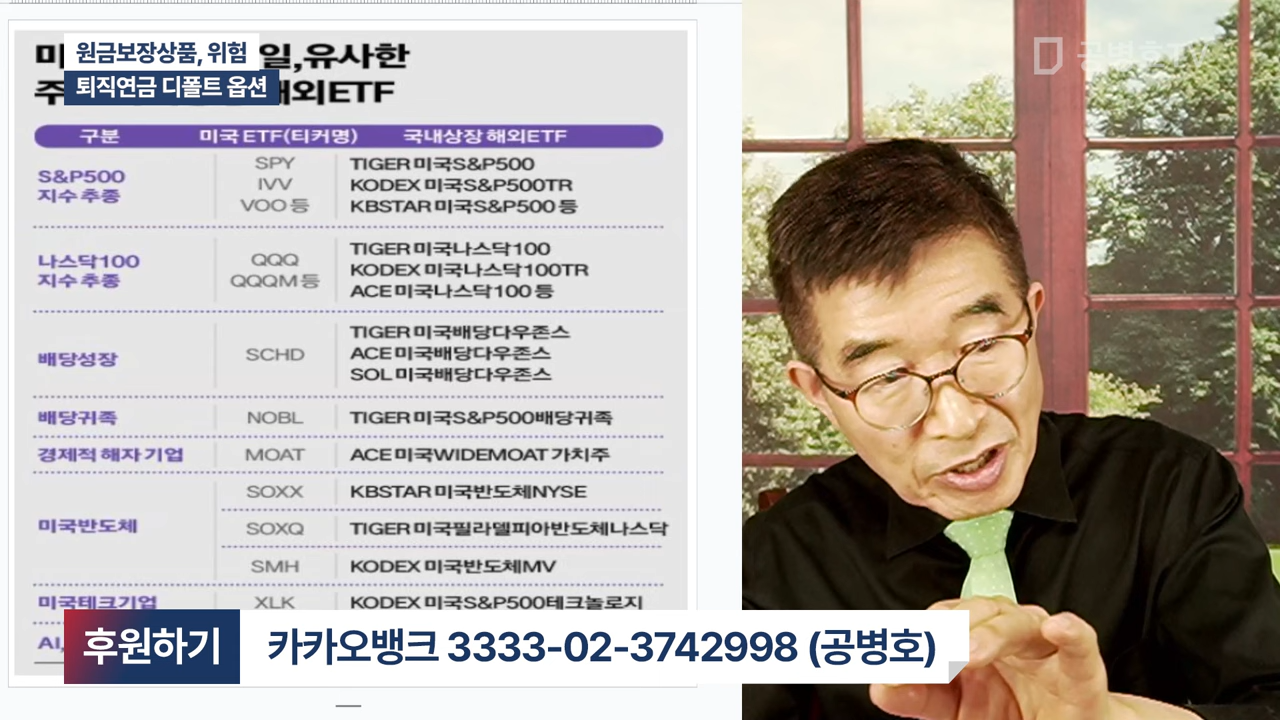 원금보장상품, 위험
퇴직연금 디폴트 옵션
미 일,유사한
주 해외ETF
공병호TV
구분 미국 ETF(티커명) 국내상장 해외ETF
S&P500
지수 추종
SPY
IVV
VOO 등
TIGER 미국S&P500
KODEX 미국S&P500TR
KBSTAR 미국S&P500 등
나스닥100
지수 추종
QQQ
QQQM 등
TIGER 미국나스닥100
KODEX 미국나스닥100TR
ACE 미국나스닥100 등
배당성장
SCHD
TIGER 미국배당다우존스
ACE 미국배당다우존스
SOL 미국배당다우존스
배당귀족 NOBL TIGER 미국S&P500배당귀족
경제적 해자 기업 MOAT ACE 미국WIDEMOAT 가치주
미국반도체
SOXX KBSTAR 미국반도체NYSE
SOXQ TIGER 미국필라델피아반도체나스닥
SMH KODEX 미국반도체MV
미국테크기업 XLK KODEX 미국S&P500테크놀로지
AI,
후원하기 카카오뱅크 3333-02-3742998 (공병호)